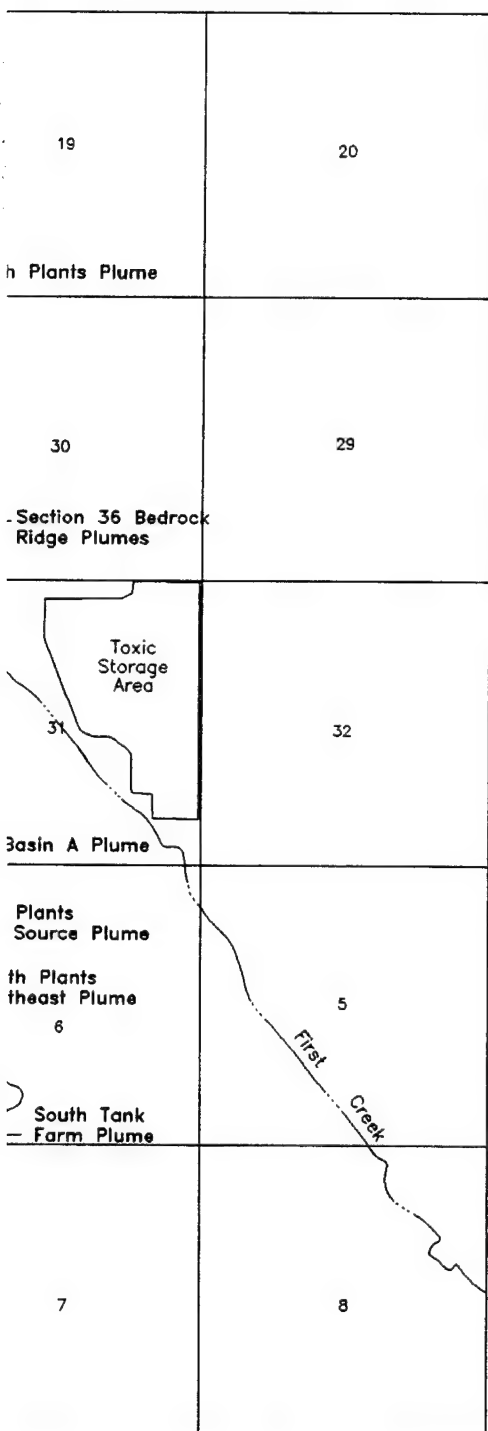 19
20
h Plants Plume
30
29
Section 36 Bedrock
Ridge Plumes
Toxic
Storage
Area
31
32
Basin A Plume
Plants
Source Plume
th Plants
theast Plume
6
5
First
Creek
South Tank
Farm Plume
7
8